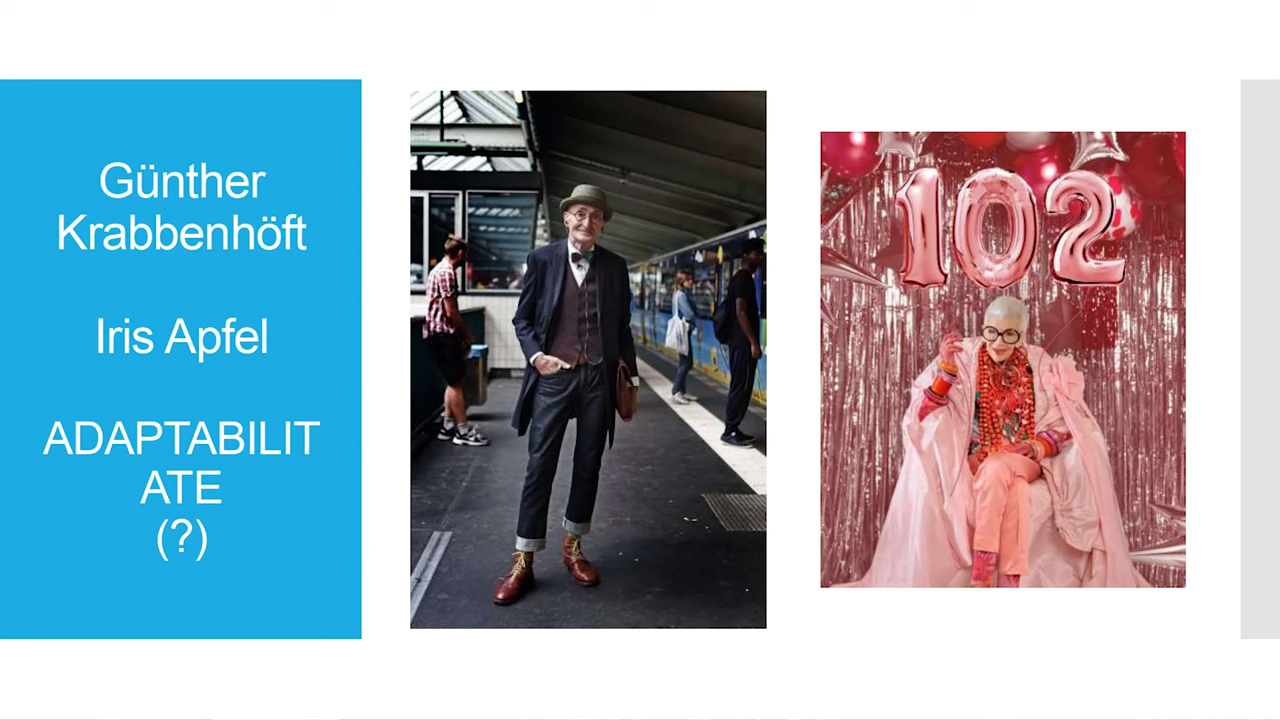 Günther
Krabbenhöft
Iris Apfel
ADAPTABILIT
ATE
(?)
102